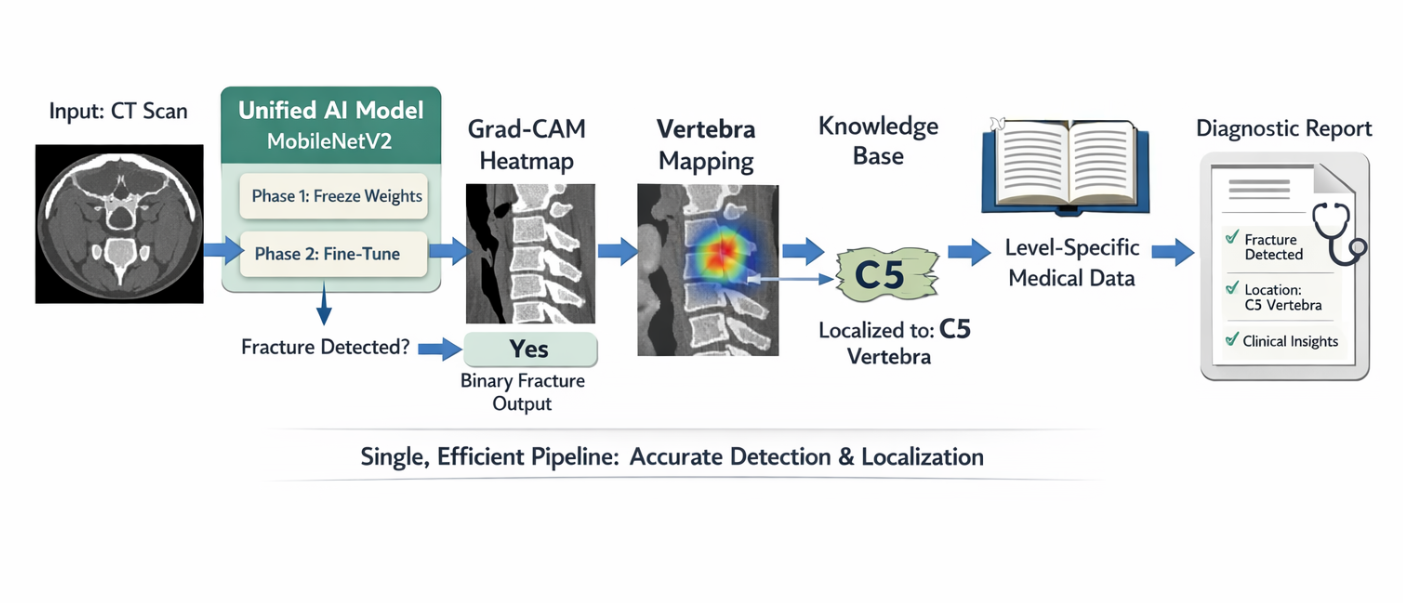 Input: CT Scan
Unified AI Model
MobileNetV2
Phase 1: Freeze Weights
Phase 2: Fine-Tune
Fracture Detected?
Grad-CAM
Heatmap
Yes
Binary Fracture
Output
Vertebra
Mapping
Knowledge
Base
C5
Localized to: C5
Vertebra
Level-Specific
Medical Data
Diagnostic Report
Fracture
Detected
Location:
C5 Vertebra
Clinical Insights
Single, Efficient Pipeline: Accurate Detection & Localization